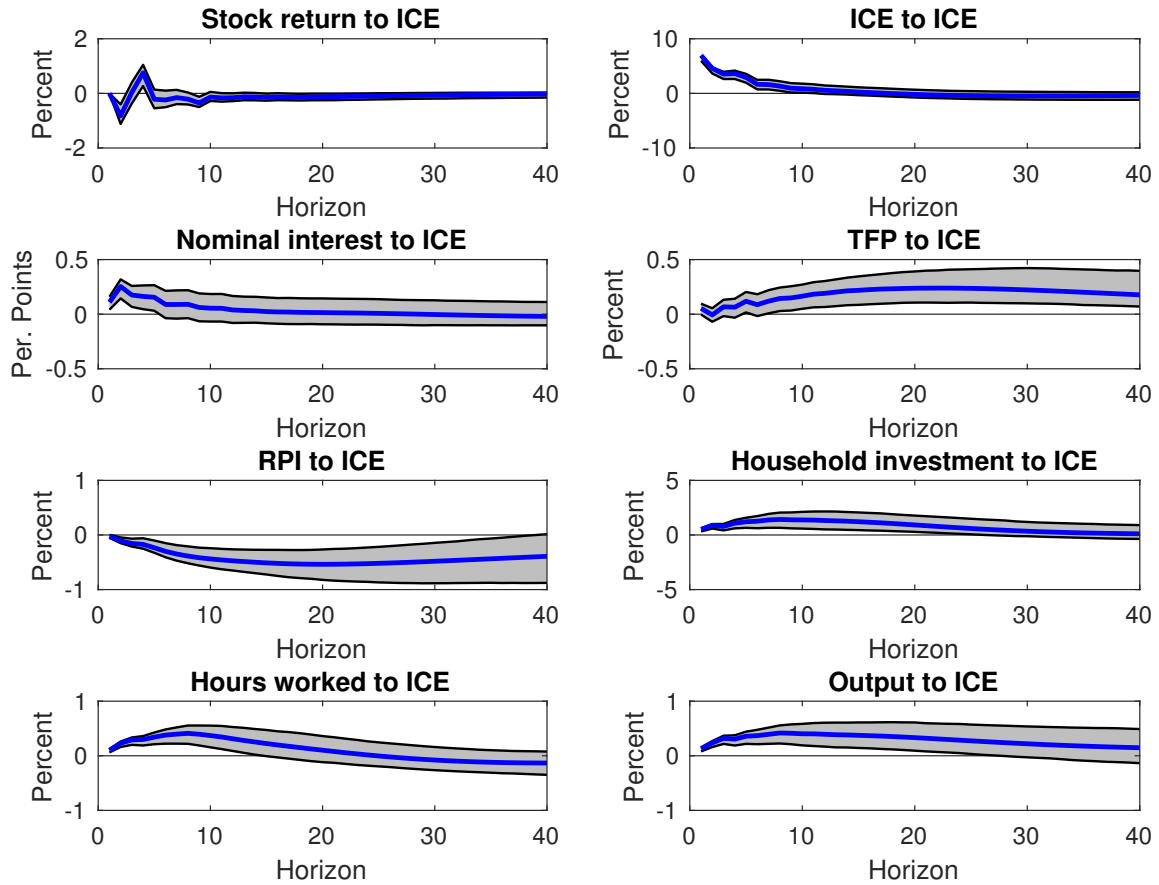 Stock return to ICE
2
0
-2
Percent
0 10 20 30 40
Horizon
ICE to ICE
10
0
-10
Percent
0 10 20 30 40
Horizon
Nominal interest to ICE
0.5
0
-0.5
Per. Points
0 10 20 30 40
Horizon
TFP to ICE
0.5
0
-0.5
Percent
0 10 20 30 40
Horizon
RPI to ICE
1
0
-1
Percent
0 10 20 30 40
Horizon
Household investment to ICE
5
0
-5
Percent
0 10 20 30 40
Horizon
Hours worked to ICE
1
0
-1
Percent
0 10 20 30 40
Horizon
Output to ICE
1
0
-1
Percent
0 10 20 30 40
Horizon